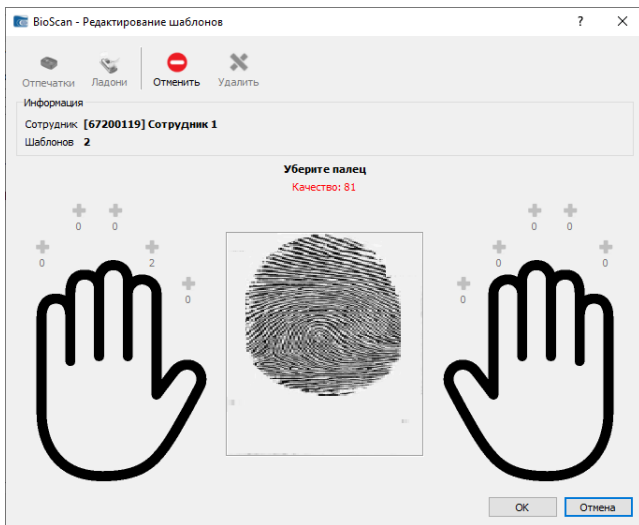 BioScan - Редактирование шаблонов
?
Отпечатки Ладони Отменить Удалить
Информация
Сотрудник [67200119] Сотрудник 1
Шаблонов 2
Уберите палец
Качество: 81
0 0 0 0
0 2 0 0
0 0
OK Отмена